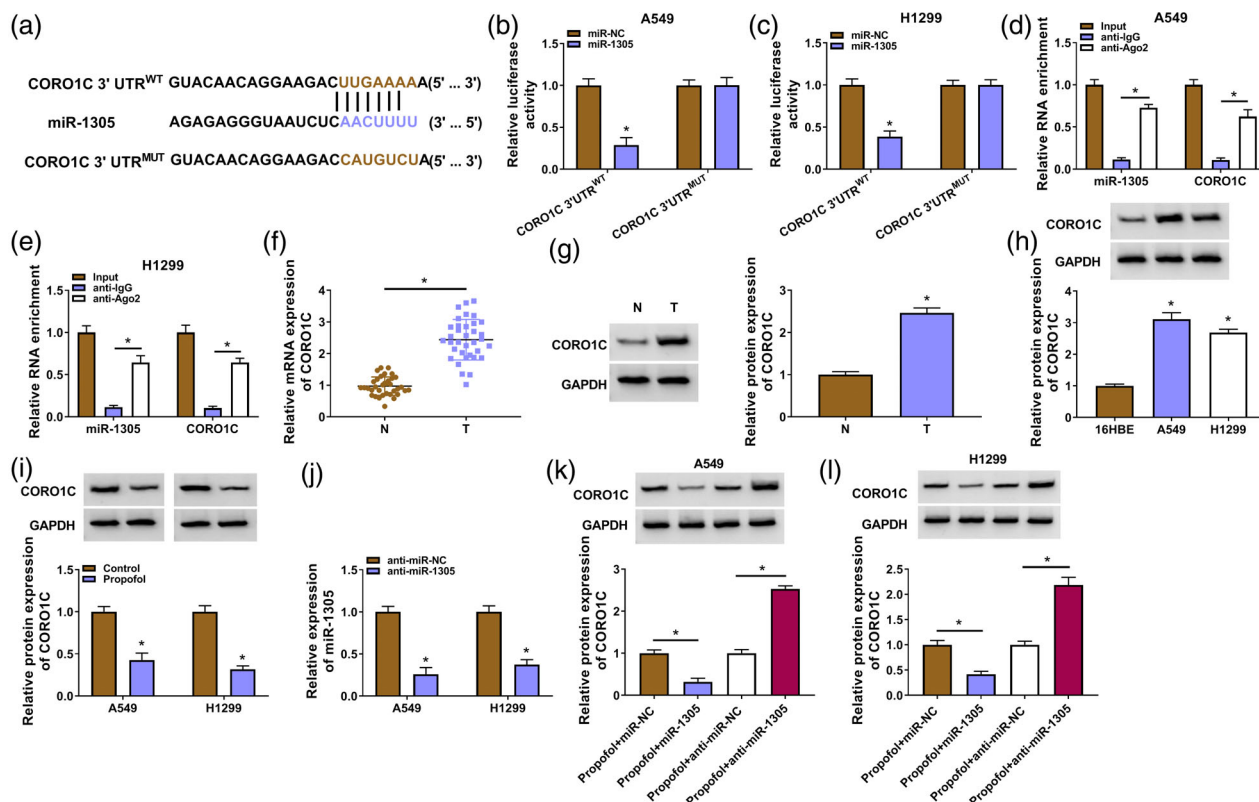 (a)
CORO1C 3' UTRWT GUACAACAGGAAGACUUGAAAAA(5' ... 3')
miR-1305 AGAGAGGGUAAUCUCAACUUUU (3' ... 5')
CORO1C 3' UTRMUT GUACAACAGGAAGACCAUGUCUA(5' ... 3')
(b)
A549
miR-NC
miR-1305
Relative luciferase
activity
1.5
1.0
0.5
0.0
*
CORO1C 3'UTRWT
CORO1C 3'UTRMUT
(c)
H1299
miR-NC
miR-1305
Relative luciferase
activity
1.5
1.0
0.5
0.0
*
CORO1C 3'UTRWT
CORO1C 3'UTRMUT
(d)
A549
Input
anti-IgG
anti-Ago2
Relative RNA enrichment
1.5
1.0
0.5
0.0
* *
miR-1305 CORO1C
(e)
H1299
Input
anti-IgG
anti-Ago2
Relative RNA enrichment
1.5
1.0
0.5
0.0
* *
miR-1305 CORO1C
(f)
Relative mRNA expression
of CORO1C
4
3
2
1
0
*
N T
(g)
N T
CORO1C
GAPDH
Relative protein expression
of CORO1C
3
2
1
0
*
N T
(h)
CORO1C
GAPDH
Relative protein expression
of CORO1C
4
3
2
1
0
* *
16HBE A549 H1299
(i)
CORO1C
GAPDH
Control
Propofol
Relative protein expression
of CORO1C
1.5
1.0
0.5
0.0
* *
A549 H1299
(j)
anti-miR-NC
anti-miR-1305
Relative expression
of miR-1305
1.5
1.0
0.5
0.0
* *
A549 H1299
(k)
A549
CORO1C
GAPDH
Relative protein expression
of CORO1C
3
2
1
0
* *
Propofol+miR-NC
Propofol+miR-1305
Propofol+anti-miR-NC
Propofol+anti-miR-1305
(l)
H1299
CORO1C
GAPDH
Relative protein expression
of CORO1C
2.5
2.0
1.5
1.0
0.5
0.0
* *
Propofol+miR-NC
Propofol+miR-1305
Propofol+anti-miR-NC
Propofol+anti-miR-1305